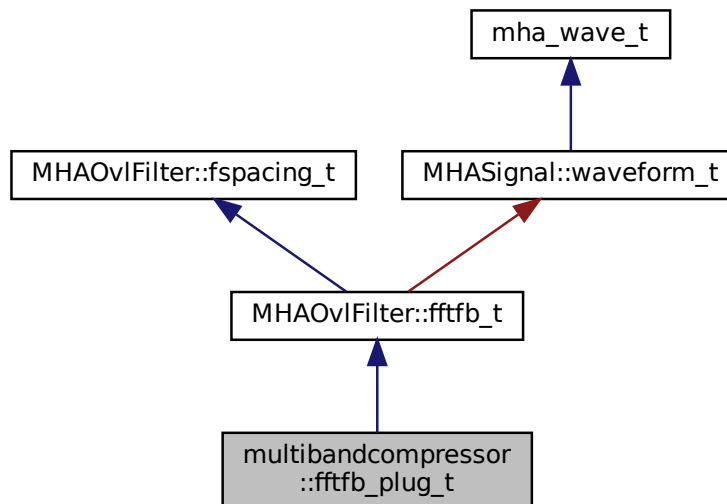 mha_wave_t
MHAOvlFilter::fspacing_t
MHASignal::waveform_t
MHAOvlFilter::fftfb_t
multibandcompressor
::fftfb_plug_t